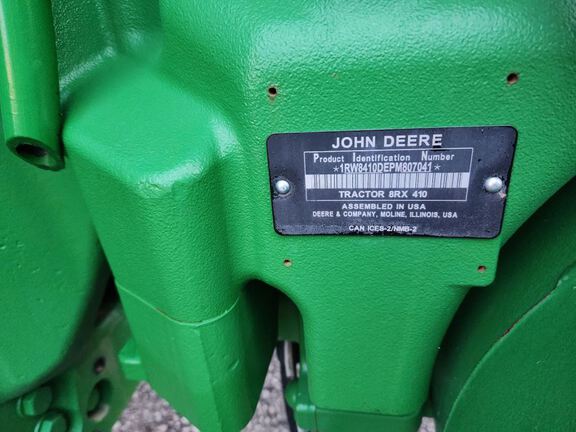 JOHN DEERE
Product Identification Number
*1RW8410DEPM807041*
TRACTOR 8RX 410
ASSEMBLED IN USA
DEERE & COMPANY, MOLINE, ILLINOIS, USA
CAN ICES-2/NMB-2